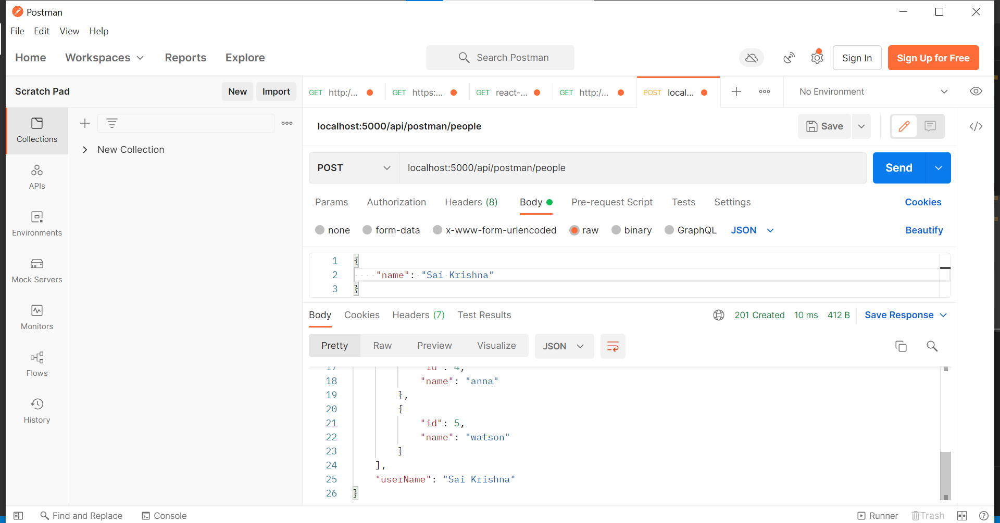 Postman
File Edit View Help
Home Workspaces Reports Explore Search Postman Sign In Sign Up for Free
Scratch Pad New Import GET http:/... GET https:... GET react-... GET http:/... POST local... No Environment
Collections
APIs
Environments
Mock Servers
Monitors
Flows
History
New Collection
localhost:5000/api/postman/people Save
POST localhost:5000/api/postman/people Send
Params Authorization Headers (8) Body Pre-request Script Tests Settings Cookies
none form-data x-www-form-urlencoded raw binary GraphQL JSON Beautify
1 {
2 "name": "Sai Krishna"
3 }
Body Cookies Headers (7) Test Results 201 Created 10 ms 412 B Save Response
Pretty Raw Preview Visualize JSON
17 "id": 4,
18 "name": "anna"
19 },
20 {
21 "id": 5,
22 "name": "watson"
23 }
24 ],
25 "userName": "Sai Krishna"
26 }
Find and Replace Console Runner Trash